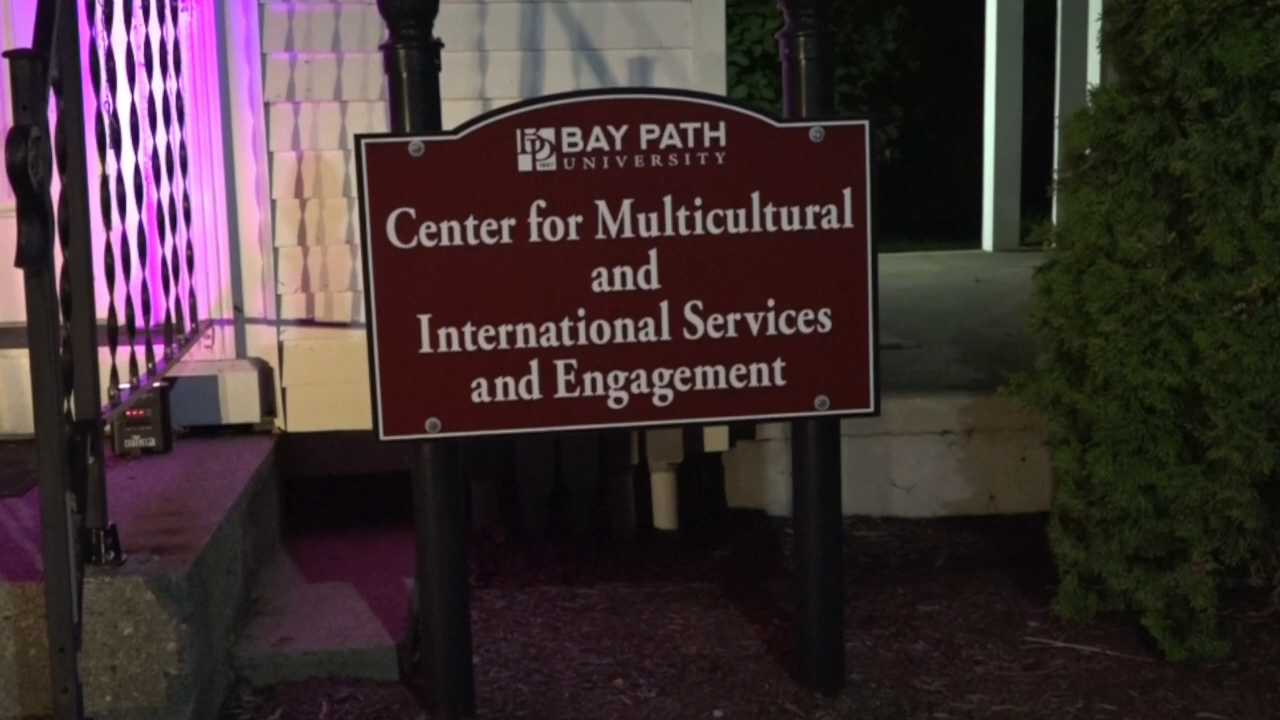 BAY PATH
UNIVERSITY
Center for Multicultural
and
International Services
and Engagement